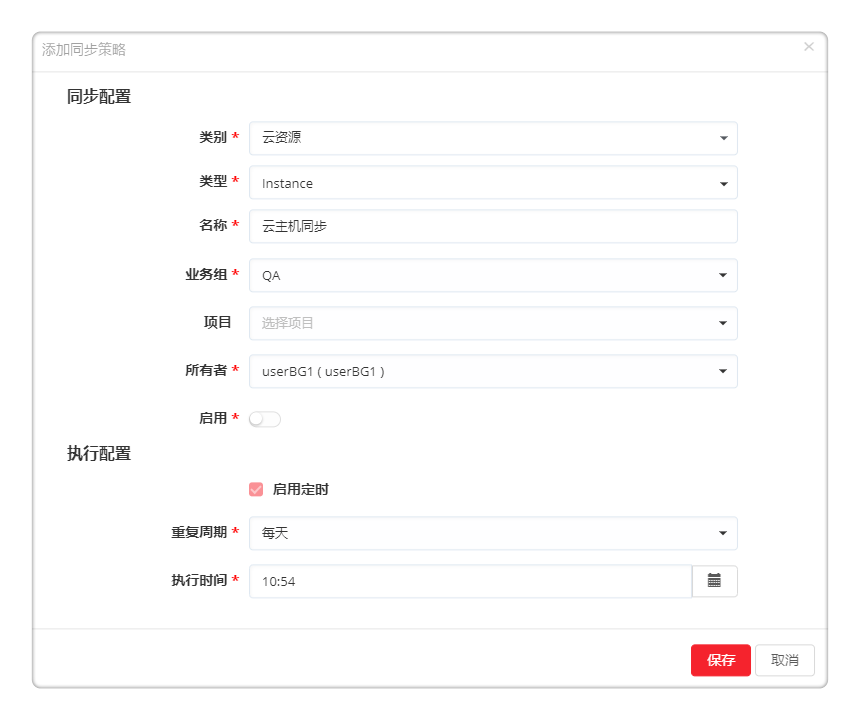 添加同步策略 ×
同步配置
类别 * 云资源
类型 * Instance
名称 * 云主机同步
业务组 * QA
项目 选择项目
所有者 * userBG1 ( userBG1 )
启用 *
执行配置
启用定时
重复周期 * 每天
执行时间 * 10:54
保存 取消